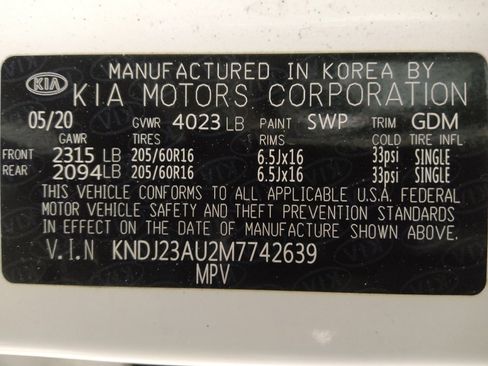 MANUFACTURED IN KOREA BY
KIA KIA MOTORS CORPORATION
05/20 GVWR 4023 LB PAINT SWP TRIM GDM
GAWR TIRES RIMS COLD TIRE INFL
FRONT 2315 LB 205/60R16 6.5Jx16 33psi SINGLE
REAR 2094 LB 205/60R16 6.5Jx16 33psi SINGLE
THIS VEHICLE CONFORMS TO ALL APPLICABLE U.S.A. FEDERAL
MOTOR VEHICLE SAFETY AND THEFT PREVENTION STANDARDS
IN EFFECT ON THE DATE OF MANUFACTURE SHOWN ABOVE.
V.I.N KNDJ23AU2M7742639
MPV